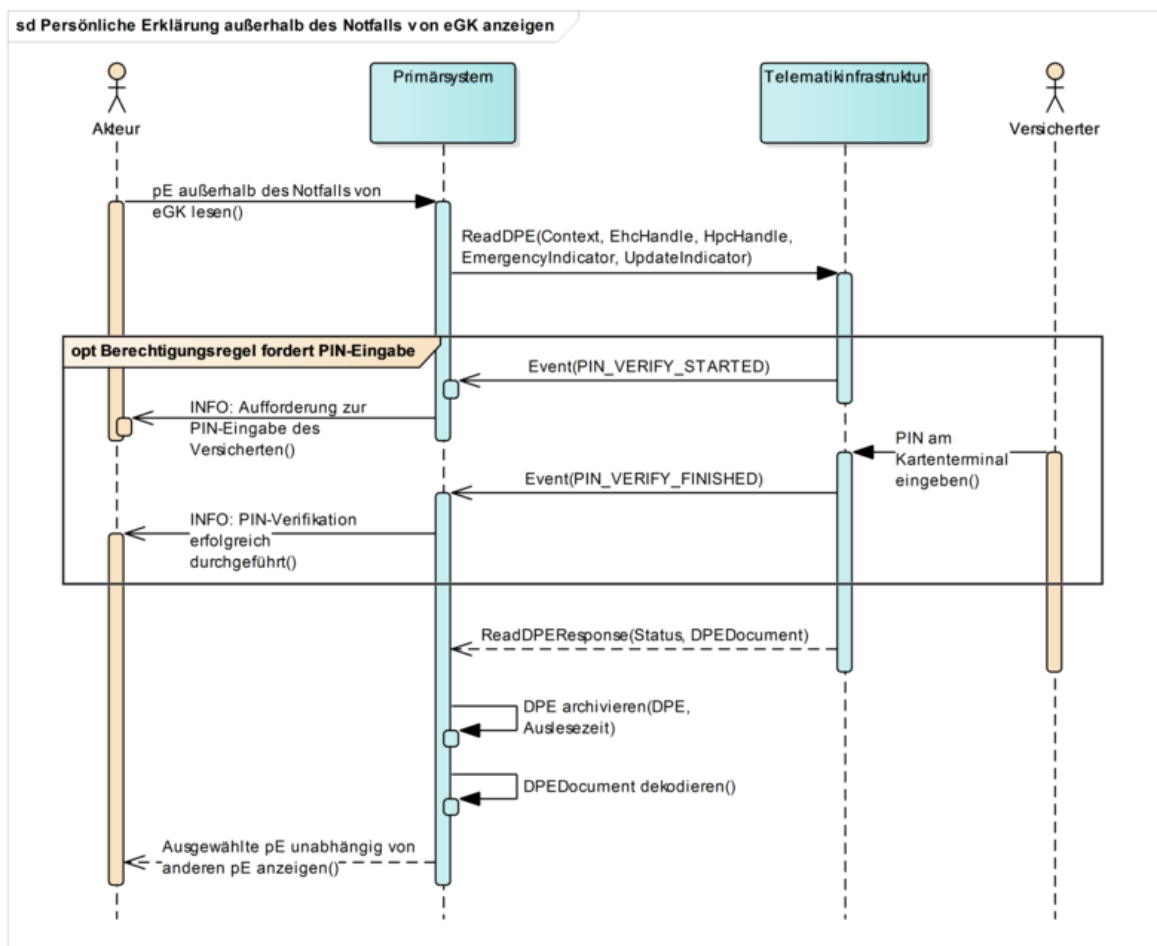 sd Persönliche Erklärung außerhalb des Notfalls von eGK anzeigen
Akteur
Primärsystem
Telematikinfrastruktur
Versicherter
pE außerhalb des Notfalls von
eGK lesen()
ReadDPE(Context, EhcHandle, HpcHandle,
EmergencyIndicator, UpdateIndicator)
opt Berechtigungsregel fordert PIN-Eingabe
Event(PIN_VERIFY_STARTED)
INFO: Aufforderung zur
PIN-Eingabe des
Versicherten()
PIN am
Kartenterminal
eingeben()
Event(PIN_VERIFY_FINISHED)
INFO: PIN-Verifikation
erfolgreich
durchgeführt()
ReadDPEResponse(Status, DPEDocument)
DPE archivieren(DPE,
Auslesezeit)
DPEDocument dekodieren()
Ausgewählte pE unabhängig von
anderen pE anzeigen()